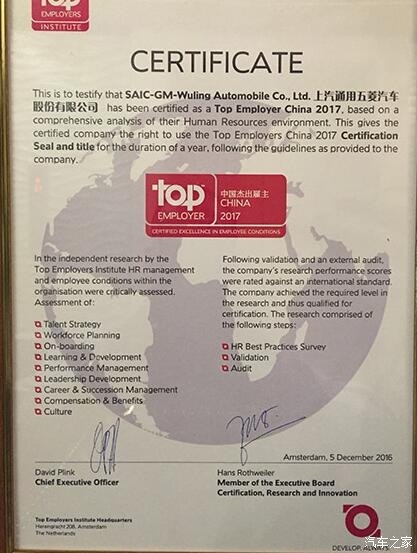 top
EMPLOYERS
INSTITUTE
CERTIFICATE
This is to testify that SAIC-GM-Wuling Automobile Co., Ltd. 上汽通用五菱汽车
股份有限公司 has been certified as a Top Employer China 2017, based on a
comprehensive analysis of their Human Resources environment. This gives the
certified company the right to use the Top Employers China 2017 Certification
Seal and title for the duration of a year, following the guidelines as provided to the
company.
top
EMPLOYER
中国杰出雇主
CHINA
2017
CERTIFIED EXCELLENCE IN EMPLOYEE CONDITIONS
In the independent research by the
Top Employers Institute HR management
and employee conditions within the
organisation were critically assessed.
Assessment of:
Talent Strategy
Workforce Planning
On-boarding
Learning & Development
Performance Management
Leadership Development
Career & Succession Management
Compensation & Benefits
Culture
Following validation and an external audit,
the company's research performance scores
were rated against an international standard.
The company achieved the required level in
the research and thus qualified for
certification. The research comprised of
the following steps:
HR Best Practices Survey
Validation
Audit
Amsterdam, 5 December 2016
David Plink
Chief Executive Officer
Hans Rothweiler
Member of the Executive Board
Certification, Research and Innovation
Top Employers Institute Headquarters
Herengracht 208, Amsterdam
The Netherlands
DEVELOP. ALWAYS.
汽车之家